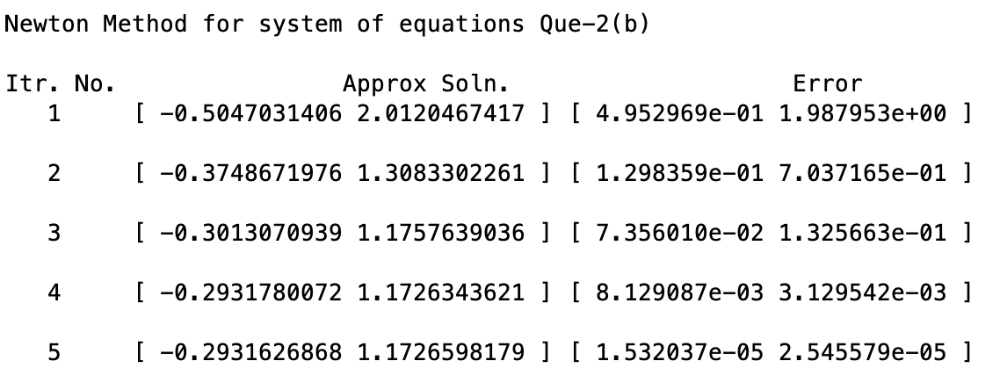 Newton Method for system of equations Que-2(b)
Itr. No. Approx Soln. Error
1 [ -0.5047031406 2.0120467417 ] [ 4.952969e-01 1.987953e+00 ]
2 [ -0.3748671976 1.3083302261 ] [ 1.298359e-01 7.037165e-01 ]
3 [ -0.3013070939 1.1757639036 ] [ 7.356010e-02 1.325663e-01 ]
4 [ -0.2931780072 1.1726343621 ] [ 8.129087e-03 3.129542e-03 ]
5 [ -0.2931626868 1.1726598179 ] [ 1.532037e-05 2.545579e-05 ]